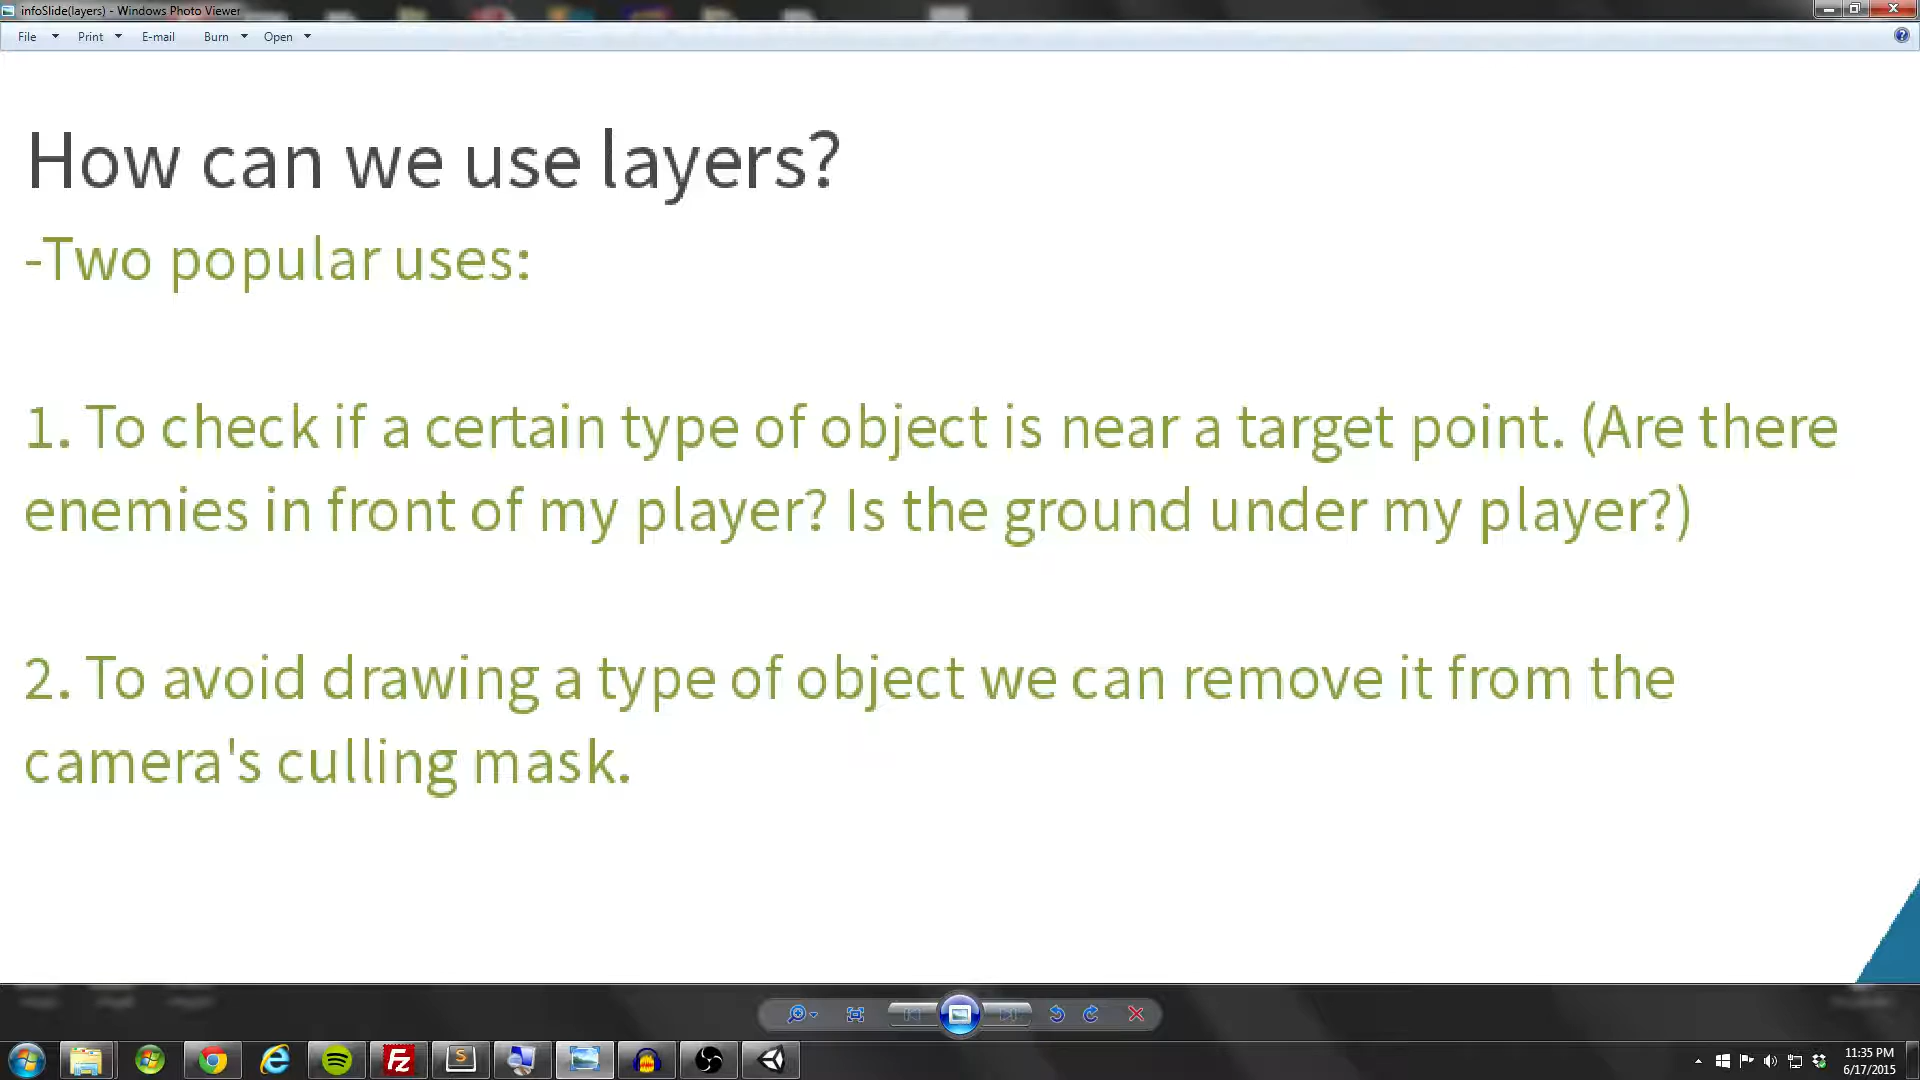 infoSlide(layers) - Windows Photo Viewer
File Print E-mail Burn Open
How can we use layers?
-Two popular uses:
1. To check if a certain type of object is near a target point. (Are there
enemies in front of my player? Is the ground under my player?)
2. To avoid drawing a type of object we can remove it from the
camera's culling mask.
11:35 PM
6/17/2015